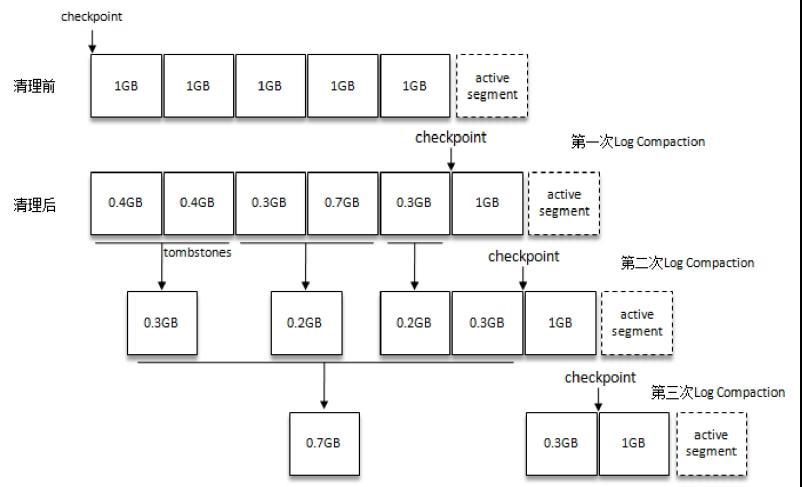 checkpoint
清理前
1GB
1GB
1GB
1GB
1GB
active
segment
checkpoint
第一次Log Compaction
清理后
0.4GB
0.4GB
0.3GB
0.7GB
0.3GB
1GB
active
segment
tombstones
checkpoint
第二次Log Compaction
0.3GB
0.2GB
0.2GB
0.3GB
1GB
active
segment
checkpoint
第三次Log Compaction
0.7GB
0.3GB
1GB
active
segment